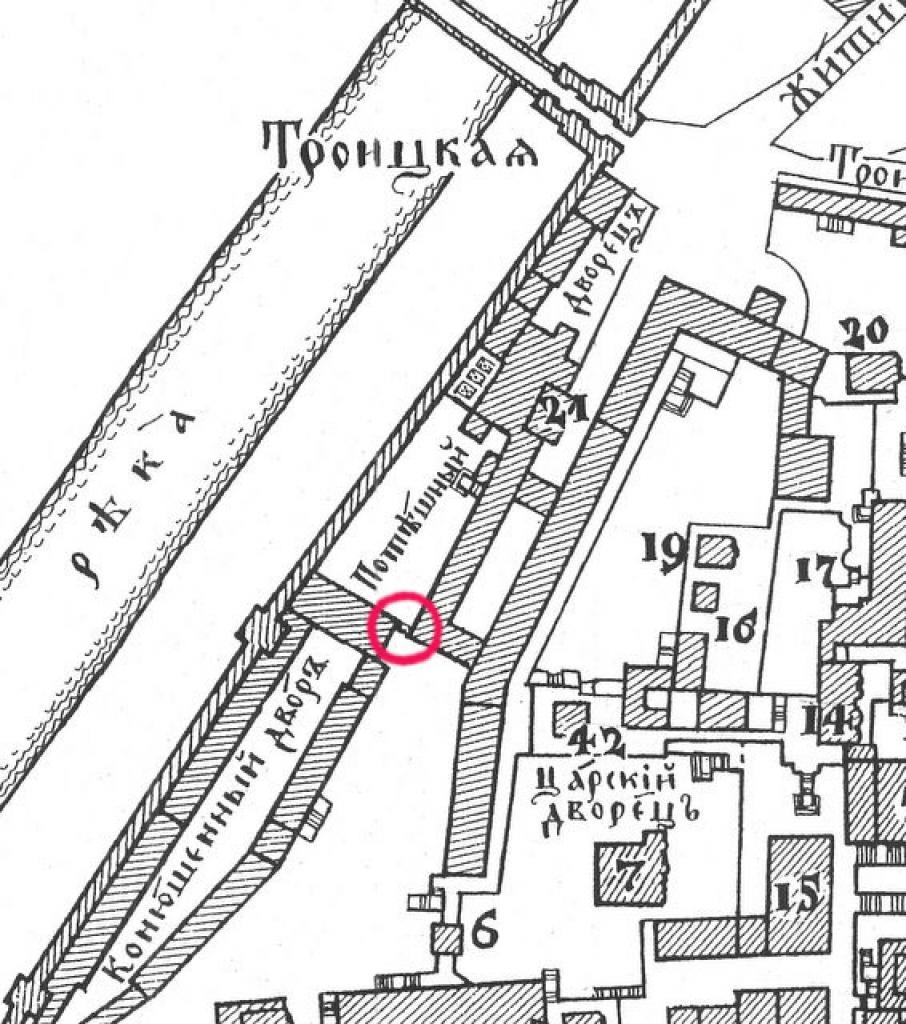 Житн
Троицкая
Трои
дворецъ
20
21
рѣка
Потѣшный
19
17
16
14
42
Царскій
дворецъ
Конюшенный дворъ
7
15
6